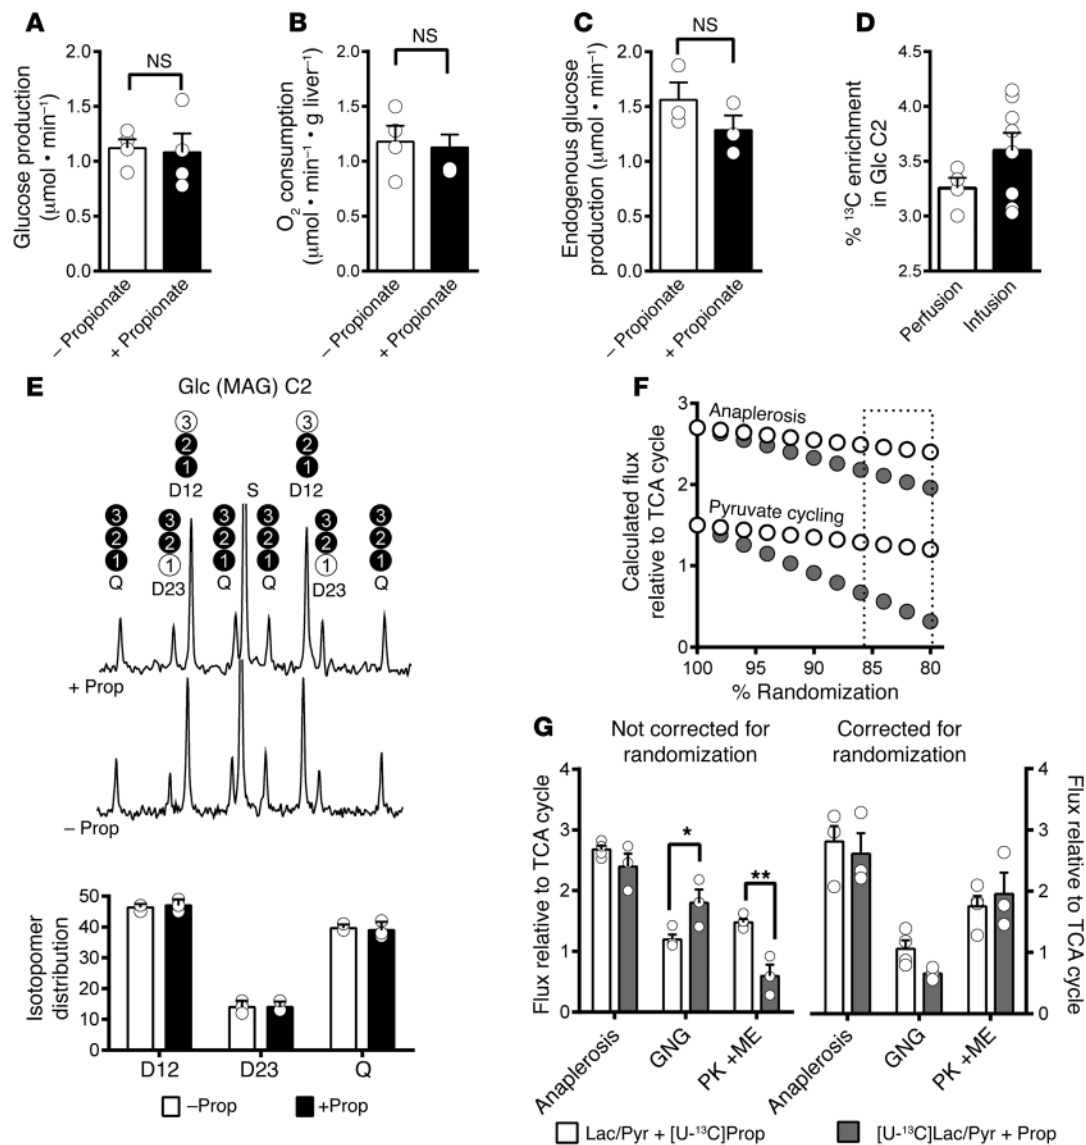 A
NS
2.0
1.5
1.0
0.5
0.0
Glucose production
(μmol • min⁻¹)
– Propionate
+ Propionate
B
NS
2.0
1.5
1.0
0.5
0.0
O₂ consumption
(μmol • min⁻¹ • g liver⁻¹)
– Propionate
+ Propionate
C
NS
2.0
1.5
1.0
0.5
0.0
Endogenous glucose
production (μmol • min⁻¹)
– Propionate
+ Propionate
D
4.5
4.0
3.5
3.0
2.5
% ¹³C enrichment
in Glc C2
Perfusion
Infusion
E
Glc (MAG) C2
3 3
2 2
1 1
D12 S D12
3 3 3 3 3 3
2 2 2 2 2 2
1 1 1 1 1 1
Q D23 Q Q D23 Q
+ Prop
– Prop
50
40
30
20
10
0
Isotopomer
distribution
D12 D23 Q
–Prop +Prop
F
3
2
1
0
Calculated flux
relative to TCA cycle
Anaplerosis
Pyruvate cycling
100 95 90 85 80
% Randomization
G
Not corrected for
randomization
Corrected for
randomization
4
3
2
1
0
Flux relative to TCA cycle
*
**
Anaplerosis
GNG
PK +ME
4
3
2
1
0
Flux relative to TCA cycle
Anaplerosis
GNG
PK +ME
Lac/Pyr + [U-¹³C]Prop
[U-¹³C]Lac/Pyr + Prop